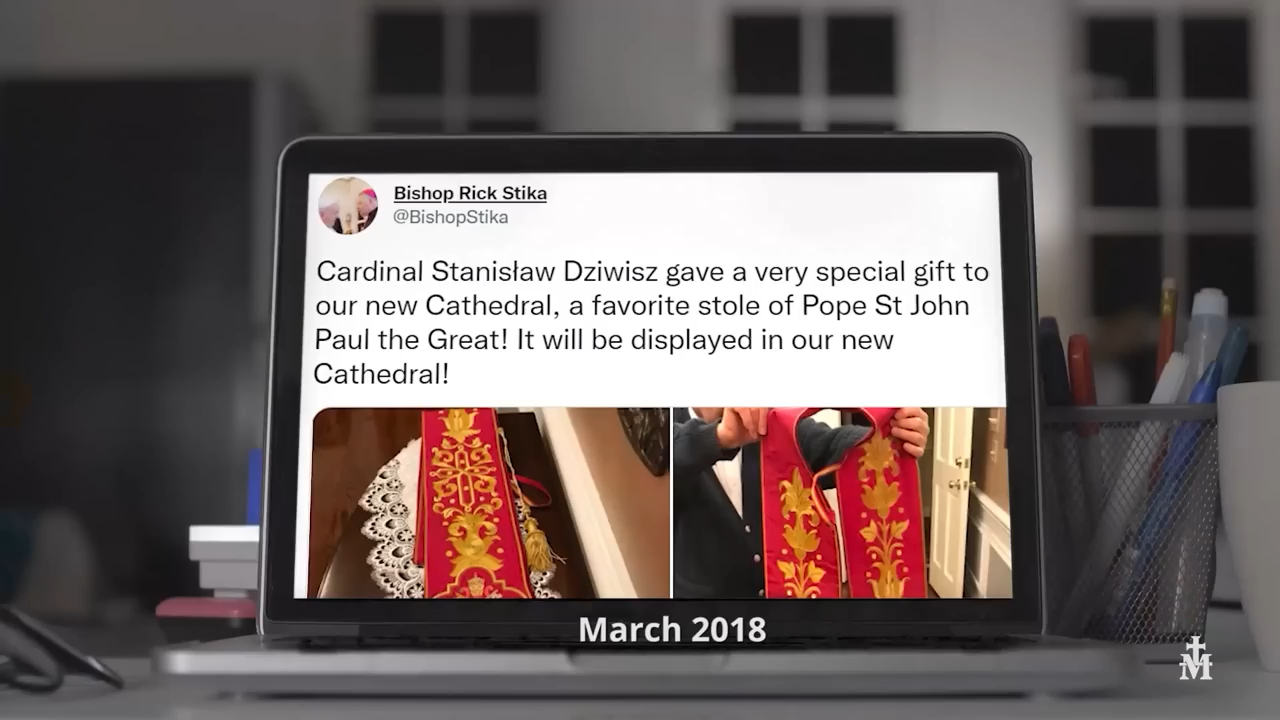 Bishop Rick Stika
@BishopStika
Cardinal Stanisław Dziwisz gave a very special gift to
our new Cathedral, a favorite stole of Pope St John
Paul the Great! It will be displayed in our new
Cathedral!
March 2018
M